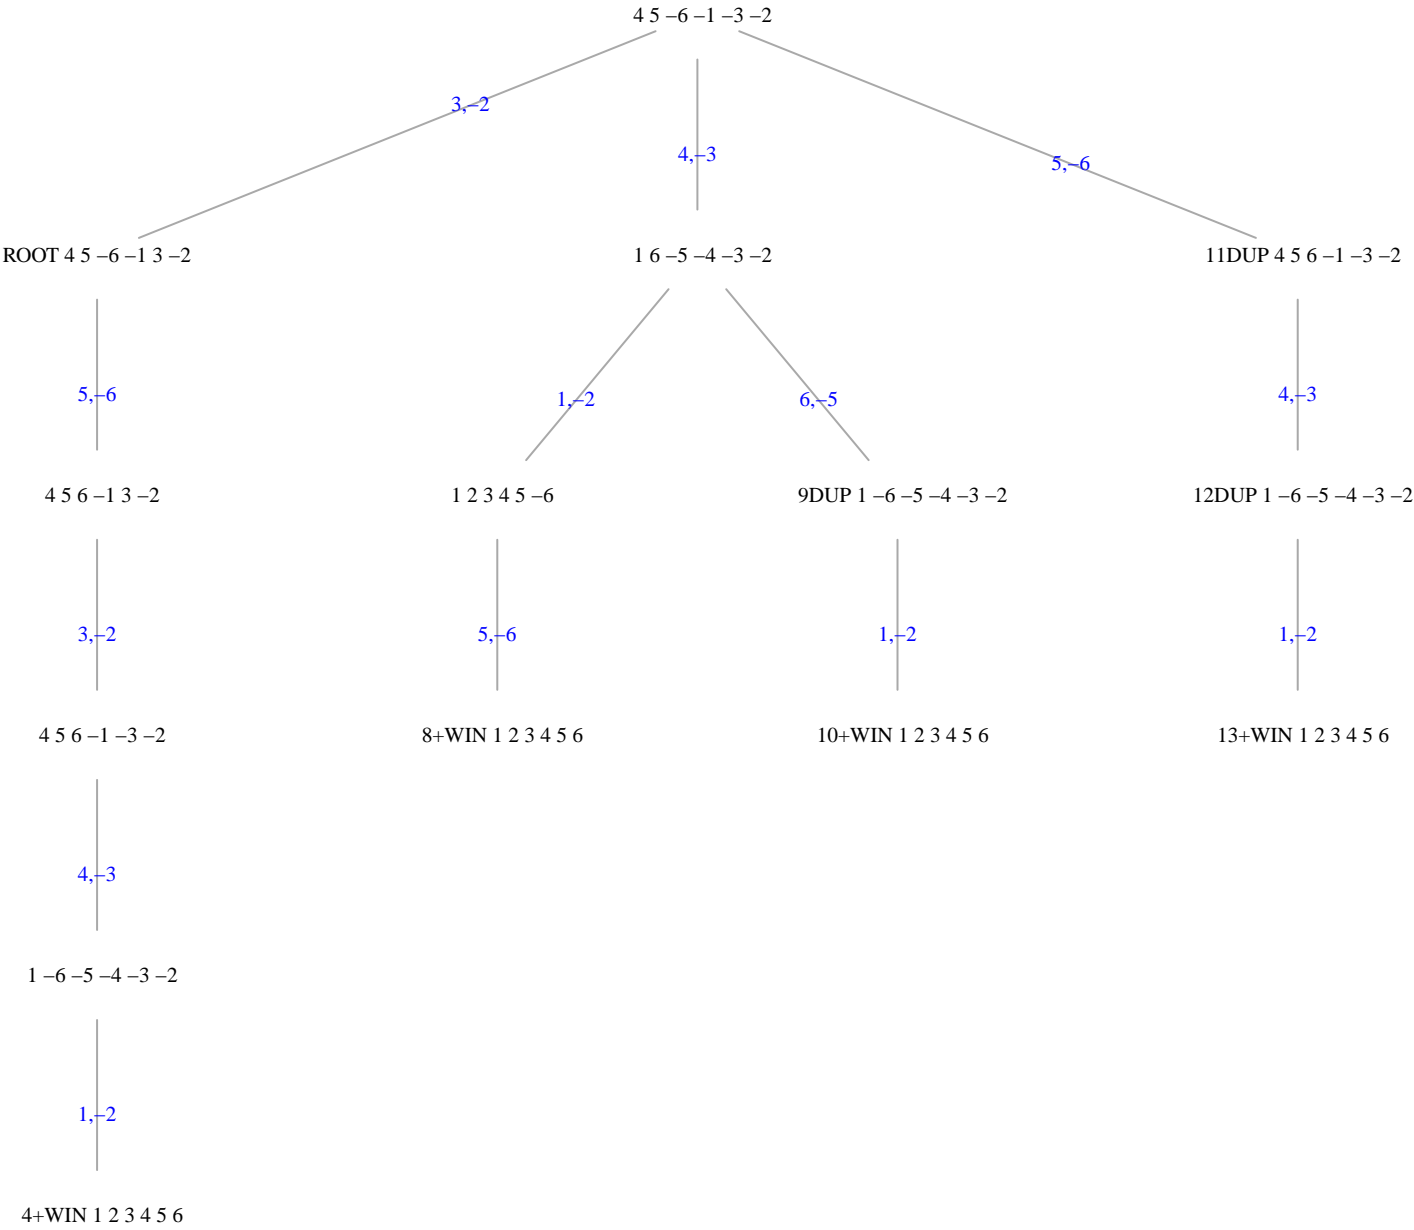 4 5 –6 –1 –3 –2
3,–2
4,–3
5,–6
ROOT 4 5 –6 –1 3 –2
1 6 –5 –4 –3 –2
11DUP 4 5 6 –1 –3 –2
5,–6
1,–2
6,–5
4,–3
4 5 6 –1 3 –2
1 2 3 4 5 –6
9DUP 1 –6 –5 –4 –3 –2
12DUP 1 –6 –5 –4 –3 –2
3,–2
5,–6
1,–2
1,–2
4 5 6 –1 –3 –2
8+WIN 1 2 3 4 5 6
10+WIN 1 2 3 4 5 6
13+WIN 1 2 3 4 5 6
4,–3
1 –6 –5 –4 –3 –2
1,–2
4+WIN 1 2 3 4 5 6